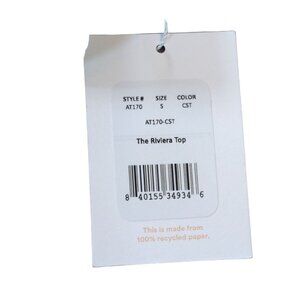 STYLE # SIZE COLOR
AT170 S CST
AT170-CST
The Riviera Top
8 40155 34934 6
This is made from
100% recycled paper.